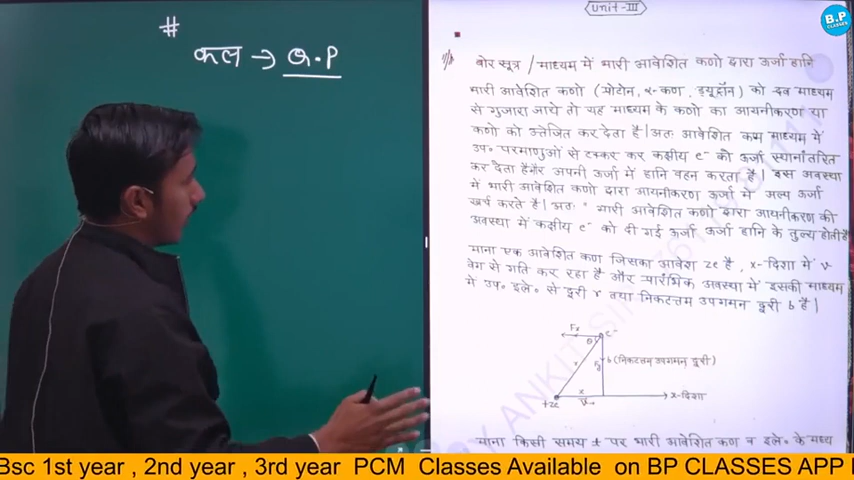 #
कल → Q.P
Unit-III
B.P
CLASSES
बोर सूत्र / माध्यम में भारी आवेशित कणो द्वारा ऊर्जा हानि
भारी आवेशित कणो (प्रोटोन, α-कण, ड्यूट्रॉन) को द्रव माध्यम
से गुजारा जाये तो यह माध्यम के कणो का आयनीकरण या
कणो को उत्तेजित कर देता है। अतः आवेशित कण माध्यम में
उप० परमाणुओं से टक्कर कर कक्षीय e⁻ को ऊर्जा स्थानांतरित
कर देता है और अपनी ऊर्जा में हानि वहन करता है। इस अवस्था
में भारी आवेशित कणो द्वारा आयनीकरण ऊर्जा में अल्प ऊर्जा
खर्च करते है। अतः " भारी आवेशित कणो द्वारा आयनीकरण की
अवस्था में कक्षीय e⁻ को दी गई ऊर्जा ऊर्जा हानि के तुल्य होती है
माना एक आवेशित कण जिसका आवेश ze है, x-दिशा में v
वेग से गति कर रहा है और प्रारंभिक अवस्था में इसकी माध्यम
में उप० इले० से दूरी r तथा निकटतम उपगमन दूरी b है।
Fx e⁻
θ
r Fy b (निकटतम उपगमन दूरी)
x
+ze x-दिशा
माना किसी समय t पर भारी आवेशित कण व इले० के मध्य
Bsc 1st year , 2nd year , 3rd year PCM Classes Available on BP CLASSES APP